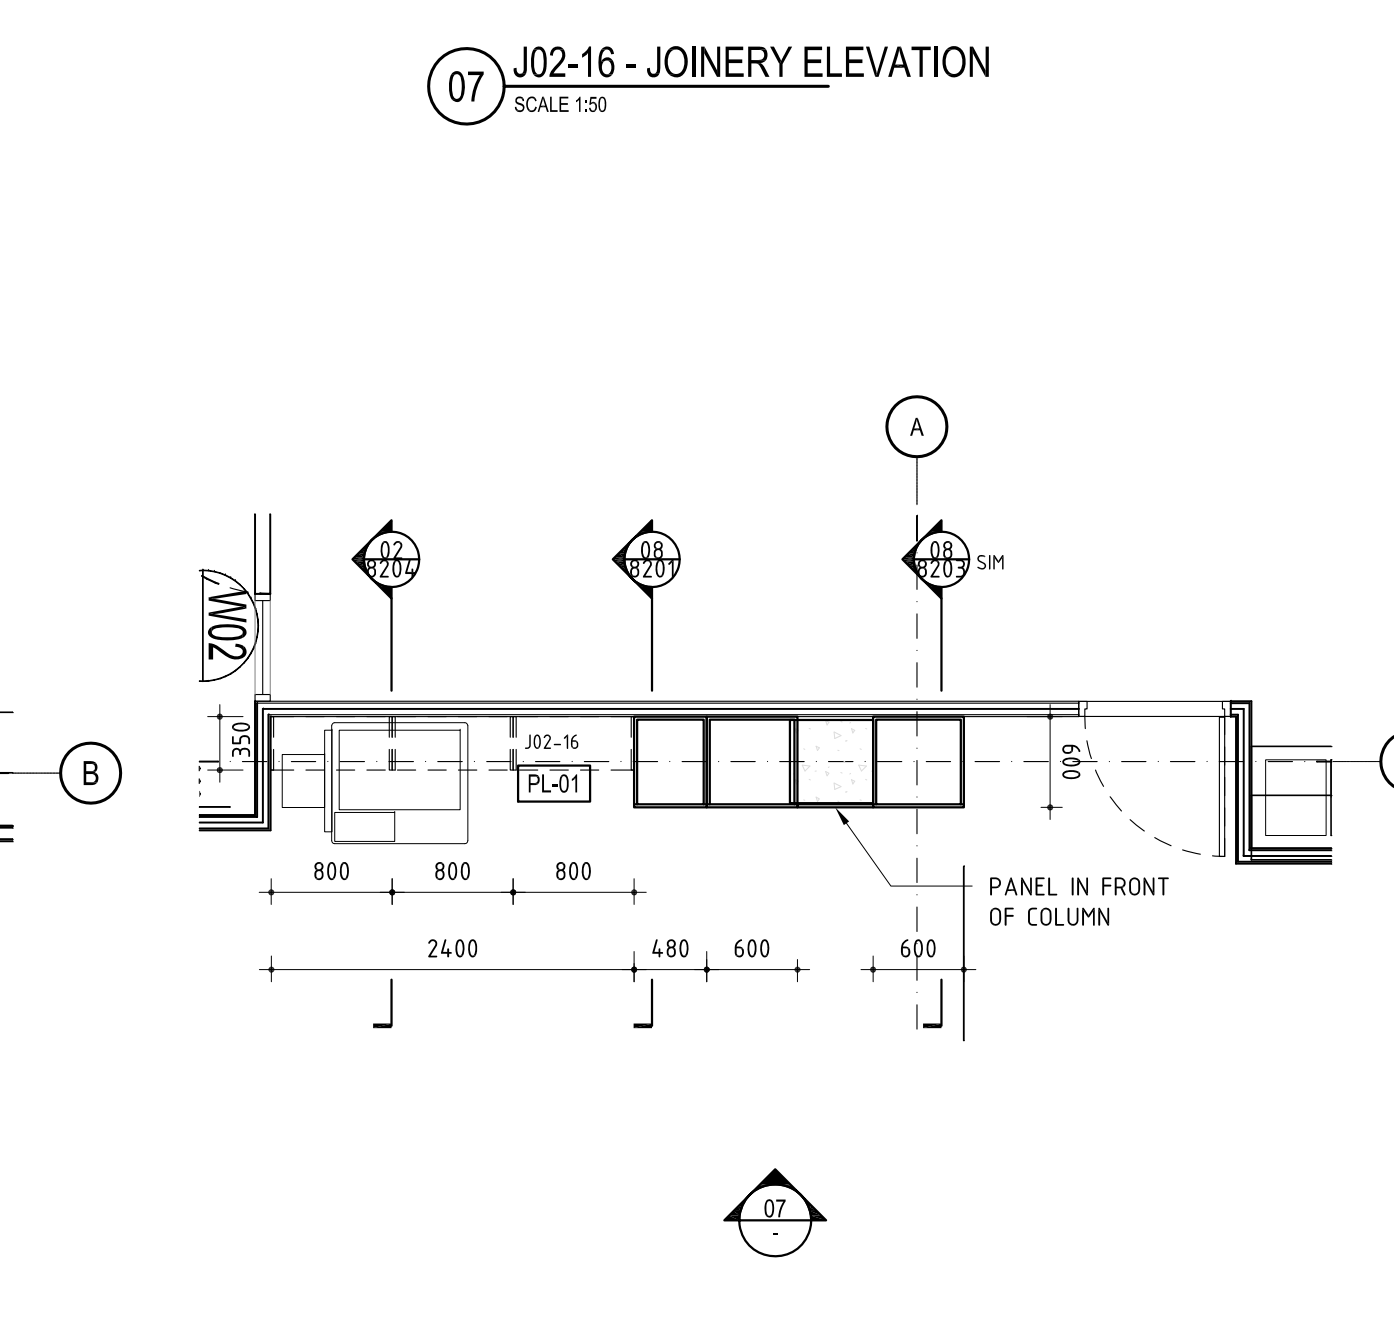 07
J02-16 - JOINERY ELEVATION
SCALE 1:50
A
02
8204
08
8201
08
8203
SIM
W02
350
J02-16
PL-01
600
B
800
800
800
PANEL IN FRONT
OF COLUMN
2400
480
600
600
07
-